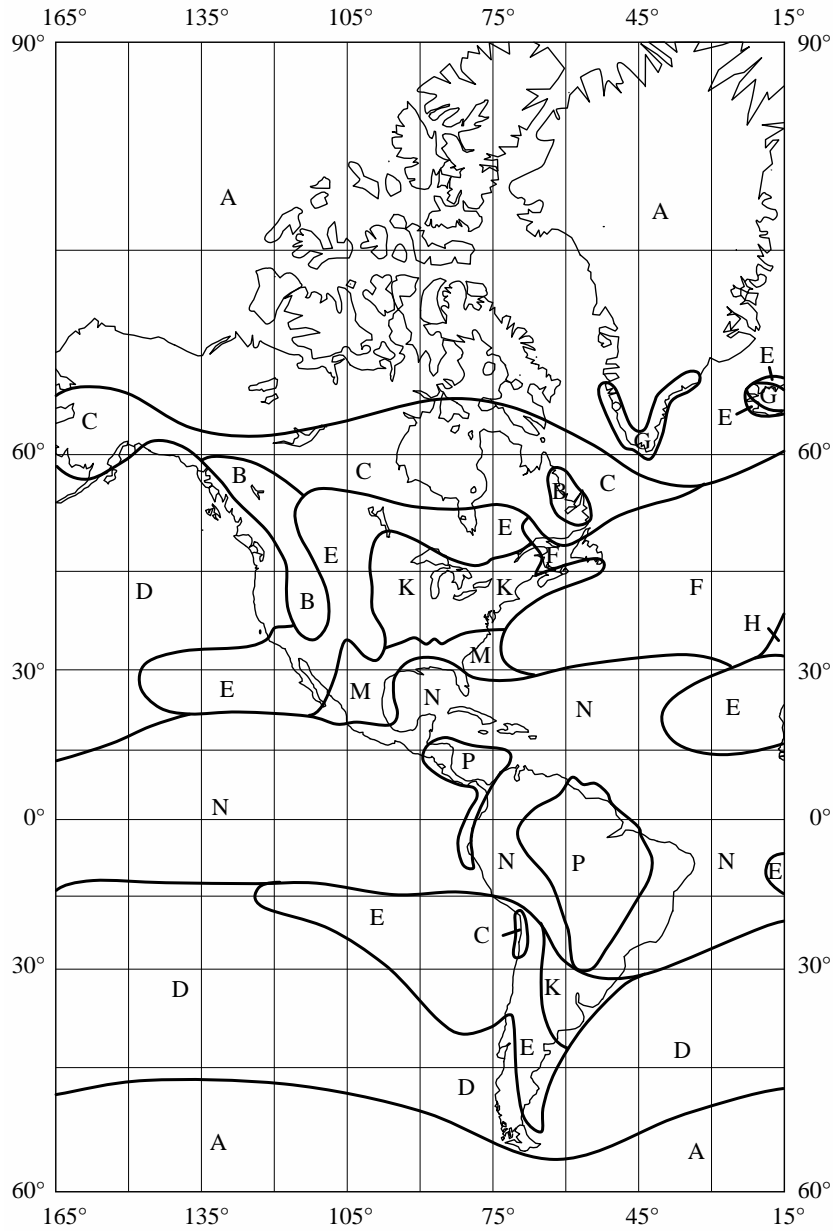 165° 135° 105° 75° 45° 15°
90° 90°
A A
E
C G
E
G
60° 60°
B C B C
E F
E
D K K F
B
H
M
30° 30°
E M N N E
P
N
0° 0°
N P N E
E
C
30° 30°
D K
E D
D
A A
60° 60°
165° 135° 105° 75° 45° 15°